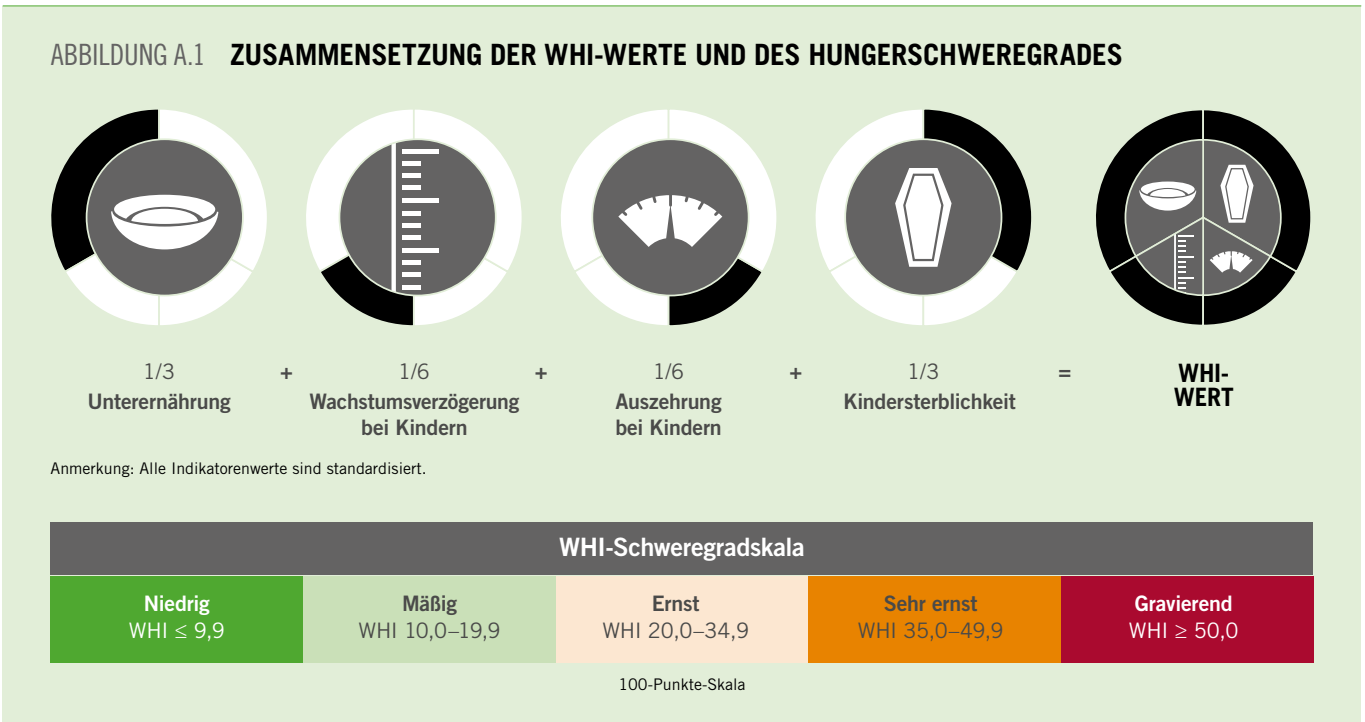 ABBILDUNG A.1 ZUSAMMENSETZUNG DER WHI-WERTE UND DES HUNGERSCHWEREGRADES
1/3 + 1/6 + 1/6 + 1/3 = WHI-
Unterernährung Wachstumsverzögerung Auszehrung Kindersterblichkeit WERT
bei Kindern bei Kindern
Anmerkung: Alle Indikatorenwerte sind standardisiert.
WHI-Schweregradskala
Niedrig Mäßig Ernst Sehr ernst Gravierend
WHI ≤ 9,9 WHI 10,0–19,9 WHI 20,0–34,9 WHI 35,0–49,9 WHI ≥ 50,0
100-Punkte-Skala